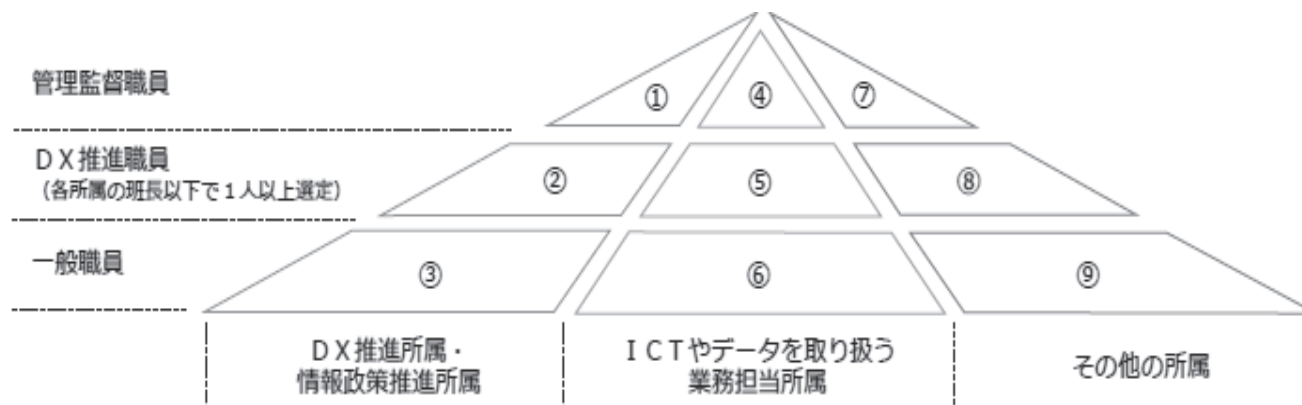 管理監督職員
① ④ ⑦
ＤＸ推進職員
（各所属の班長以下で１人以上選定）
② ⑤ ⑧
一般職員
③ ⑥ ⑨
ＤＸ推進所属・
情報政策推進所属
ＩＣＴやデータを取り扱う
業務担当所属
その他の所属